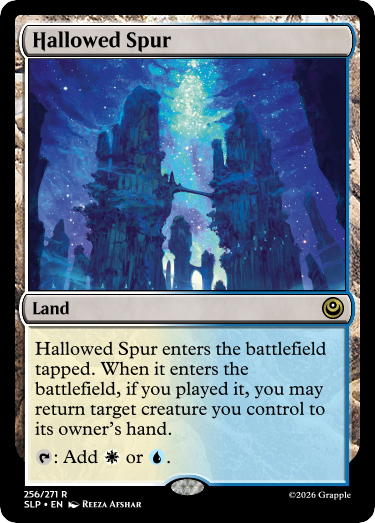 Hallowed Spur
Land
Hallowed Spur enters the battlefield
tapped. When it enters the
battlefield, if you played it, you may
return target creature you control to
its owner's hand.
: Add or .
256/271 R
SLP • EN Reeza Afshar
©2026 Grapple